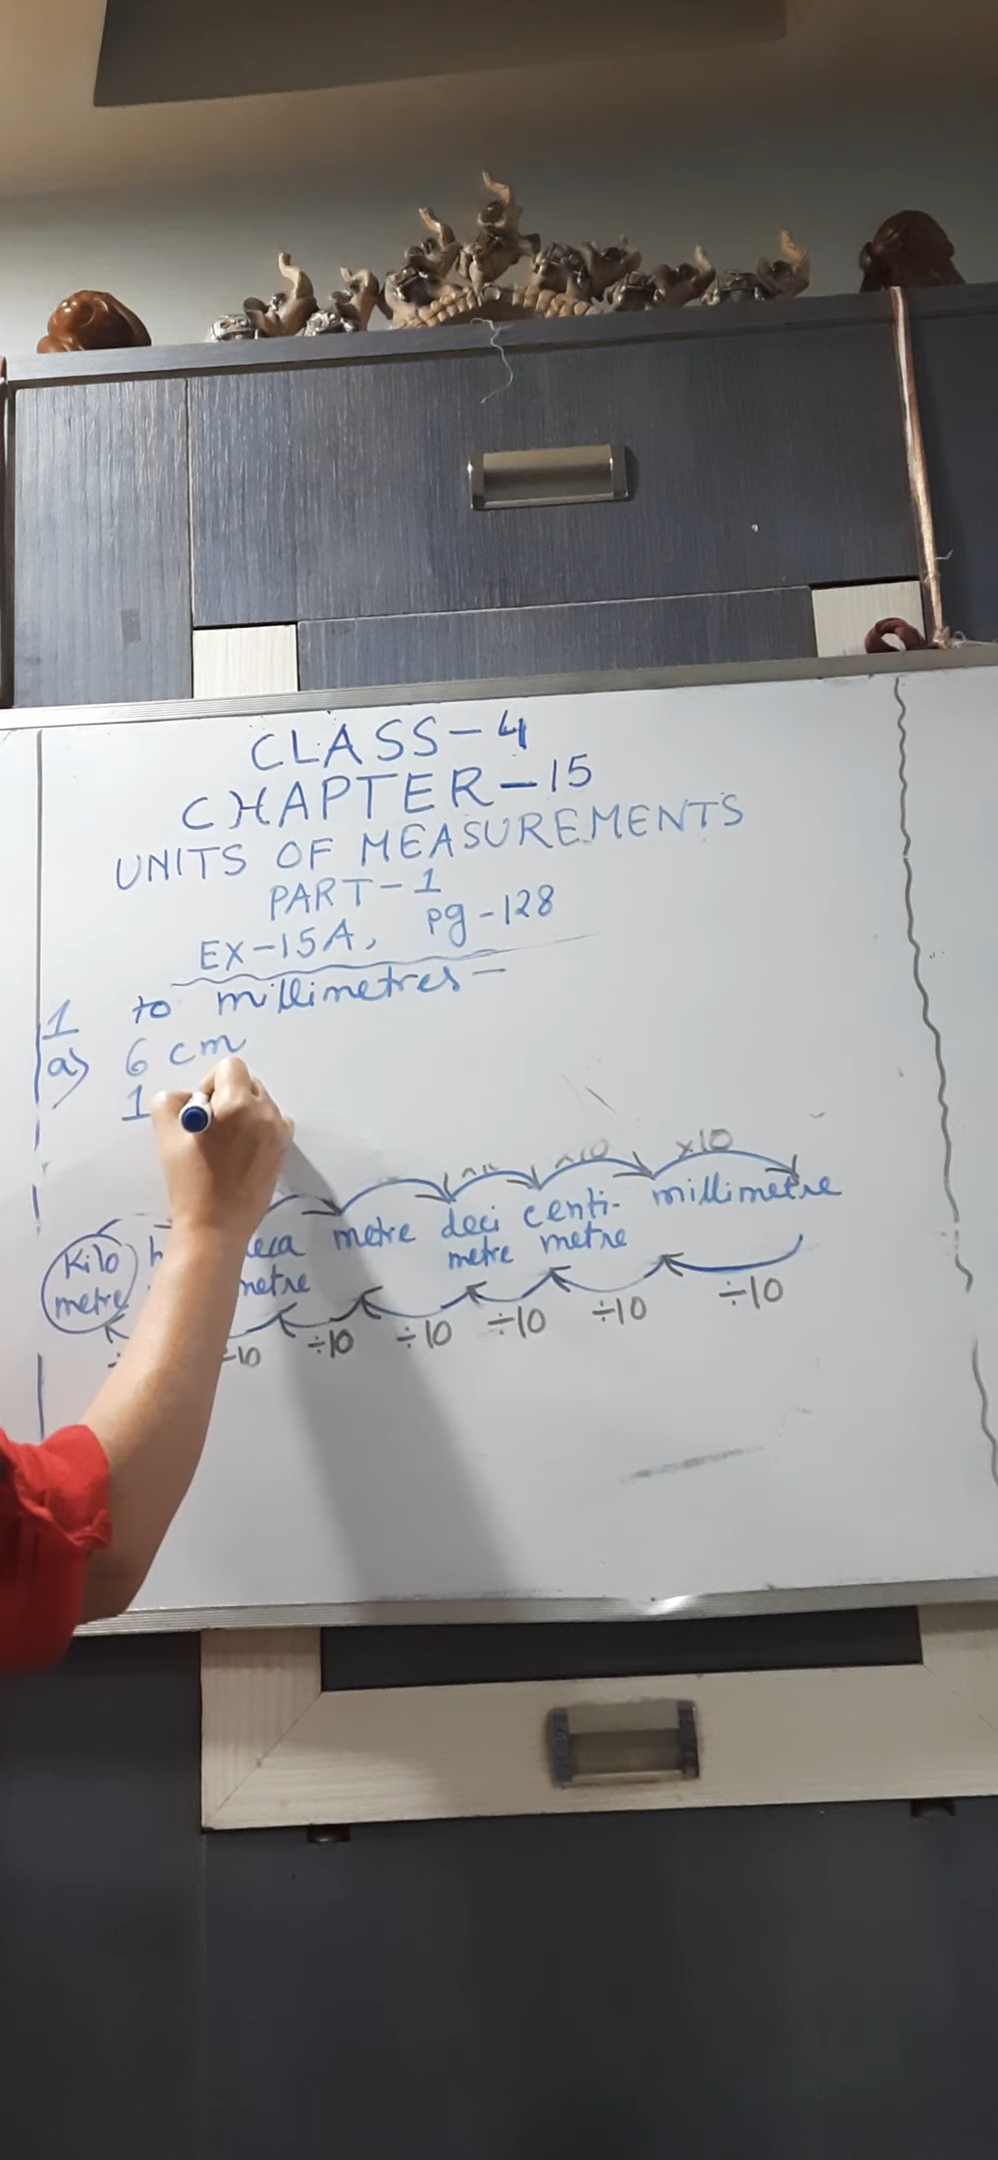 CLASS-4
CHAPTER-15
UNITS OF MEASUREMENTS
PART-1
EX-15A, pg-128
1 to millimetres-
a) 6 cm
1
×10 ×10
Kilo metre deci centi- millimetre
metre metre metre metre
÷10 ÷10 ÷10 ÷10 ÷10